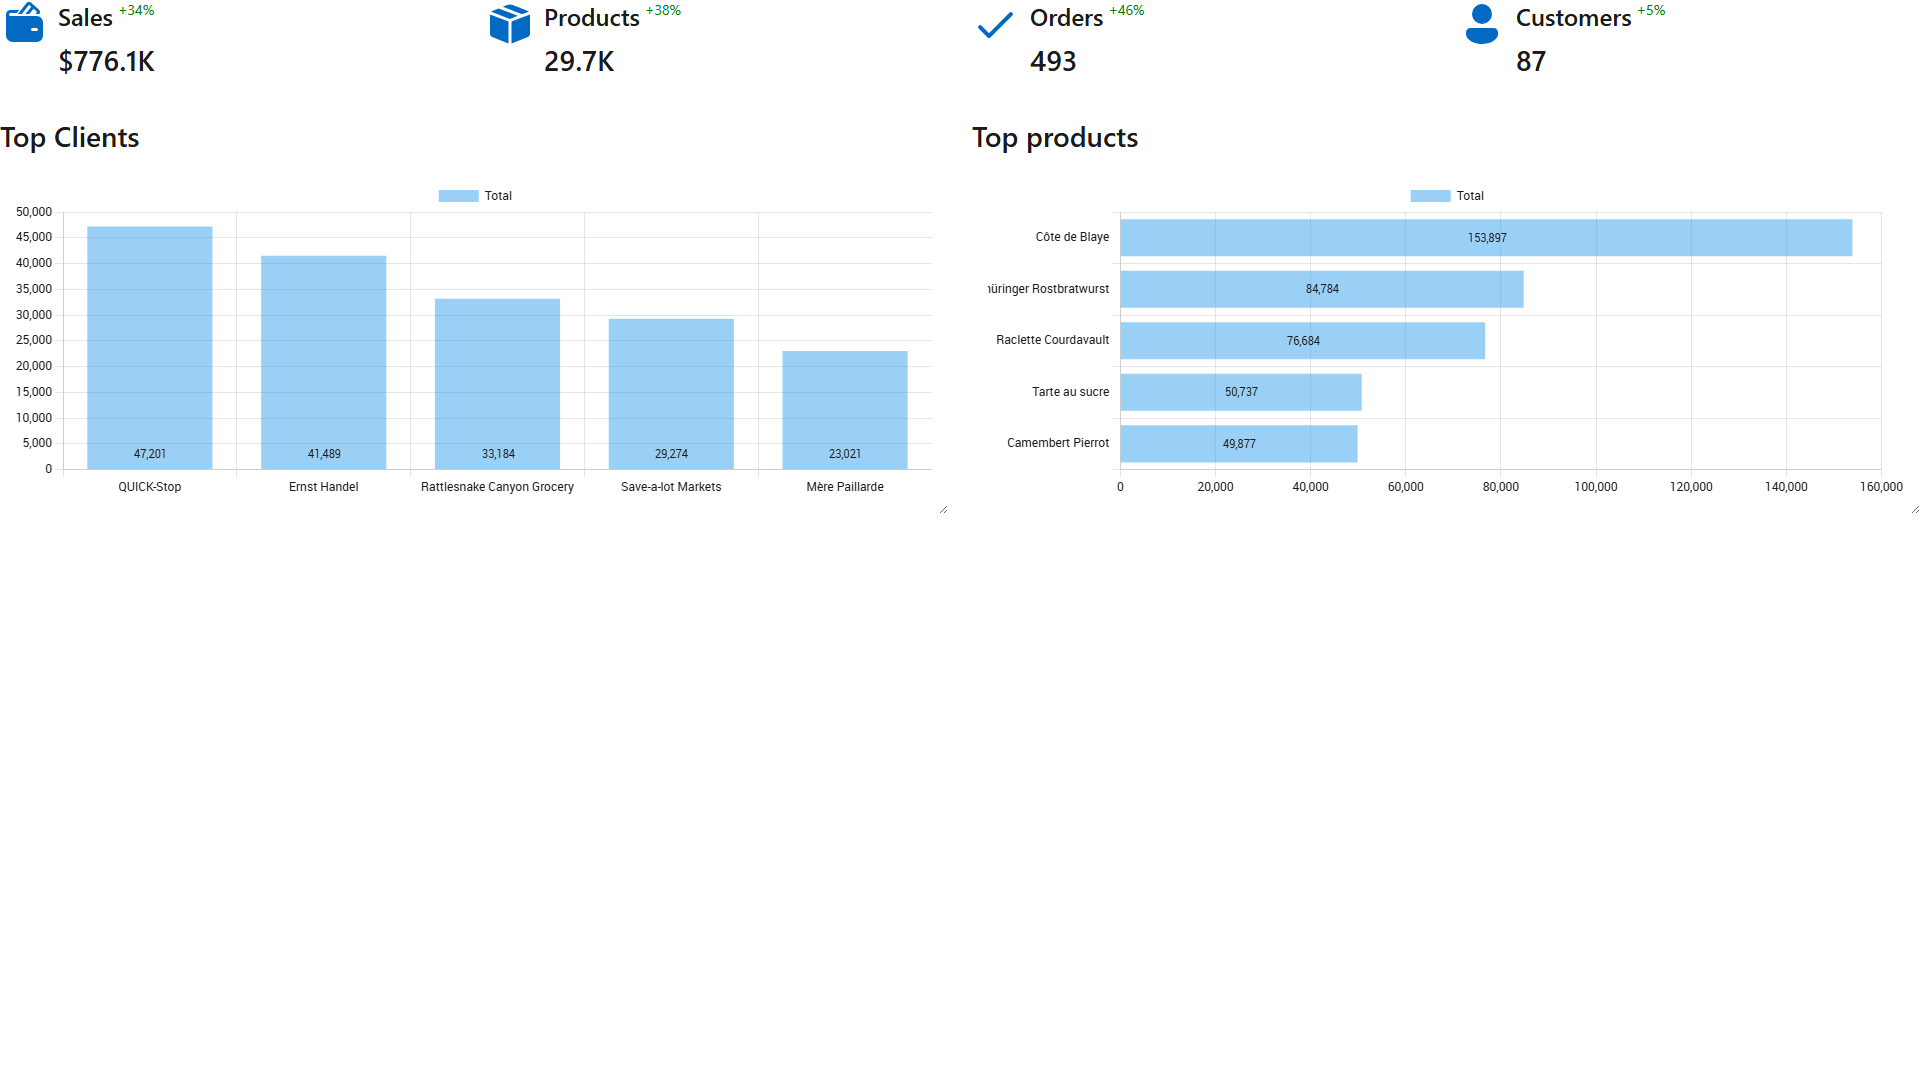 Sales +34%
$776.1K
Products +38%
29.7K
Orders +46%
493
Customers +5%
87
Top Clients
Total
50,000
45,000
40,000
35,000
30,000
25,000
20,000
15,000
10,000
5,000
0
47,201
41,489
33,184
29,274
23,021
QUICK-Stop
Ernst Handel
Rattlesnake Canyon Grocery
Save-a-lot Markets
Mère Paillarde
Top products
Total
Côte de Blaye
153,897
üringer Rostbratwurst
84,784
Raclette Courdavault
76,684
Tarte au sucre
50,737
Camembert Pierrot
49,877
0
20,000
40,000
60,000
80,000
100,000
120,000
140,000
160,000